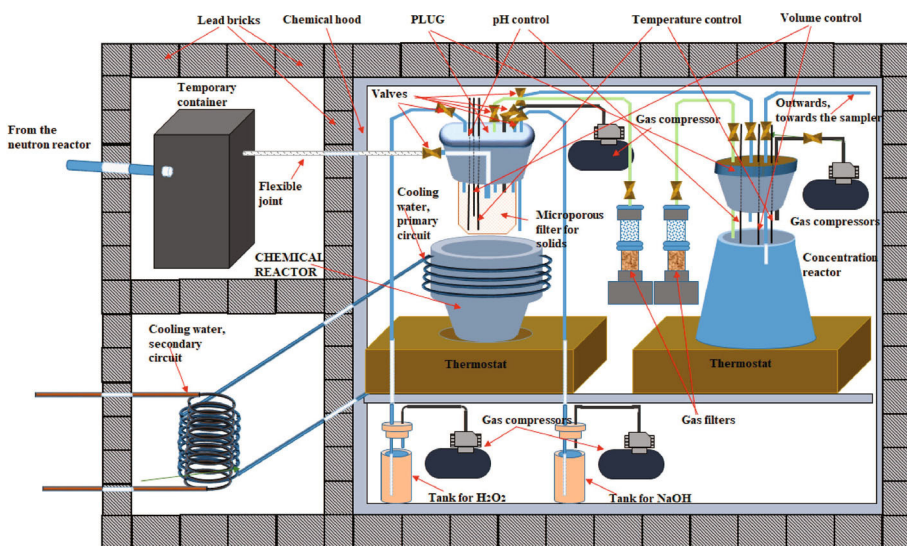 Lead bricks
Chemical hood
PLUG
pH control
Temperature control
Volume control
Temporary
container
Valves
Outwards,
towards the sampler
From the
neutron reactor
Gas compressor
Flexible
joint
Cooling
water,
primary
circuit
Microporous
filter for
solids
Gas compressors
CHEMICAL
REACTOR
Concentration
reactor
Cooling water,
secondary
circuit
Thermostat
Thermostat
Gas compressors
Gas filters
Tank for H₂O₂
Tank for NaOH